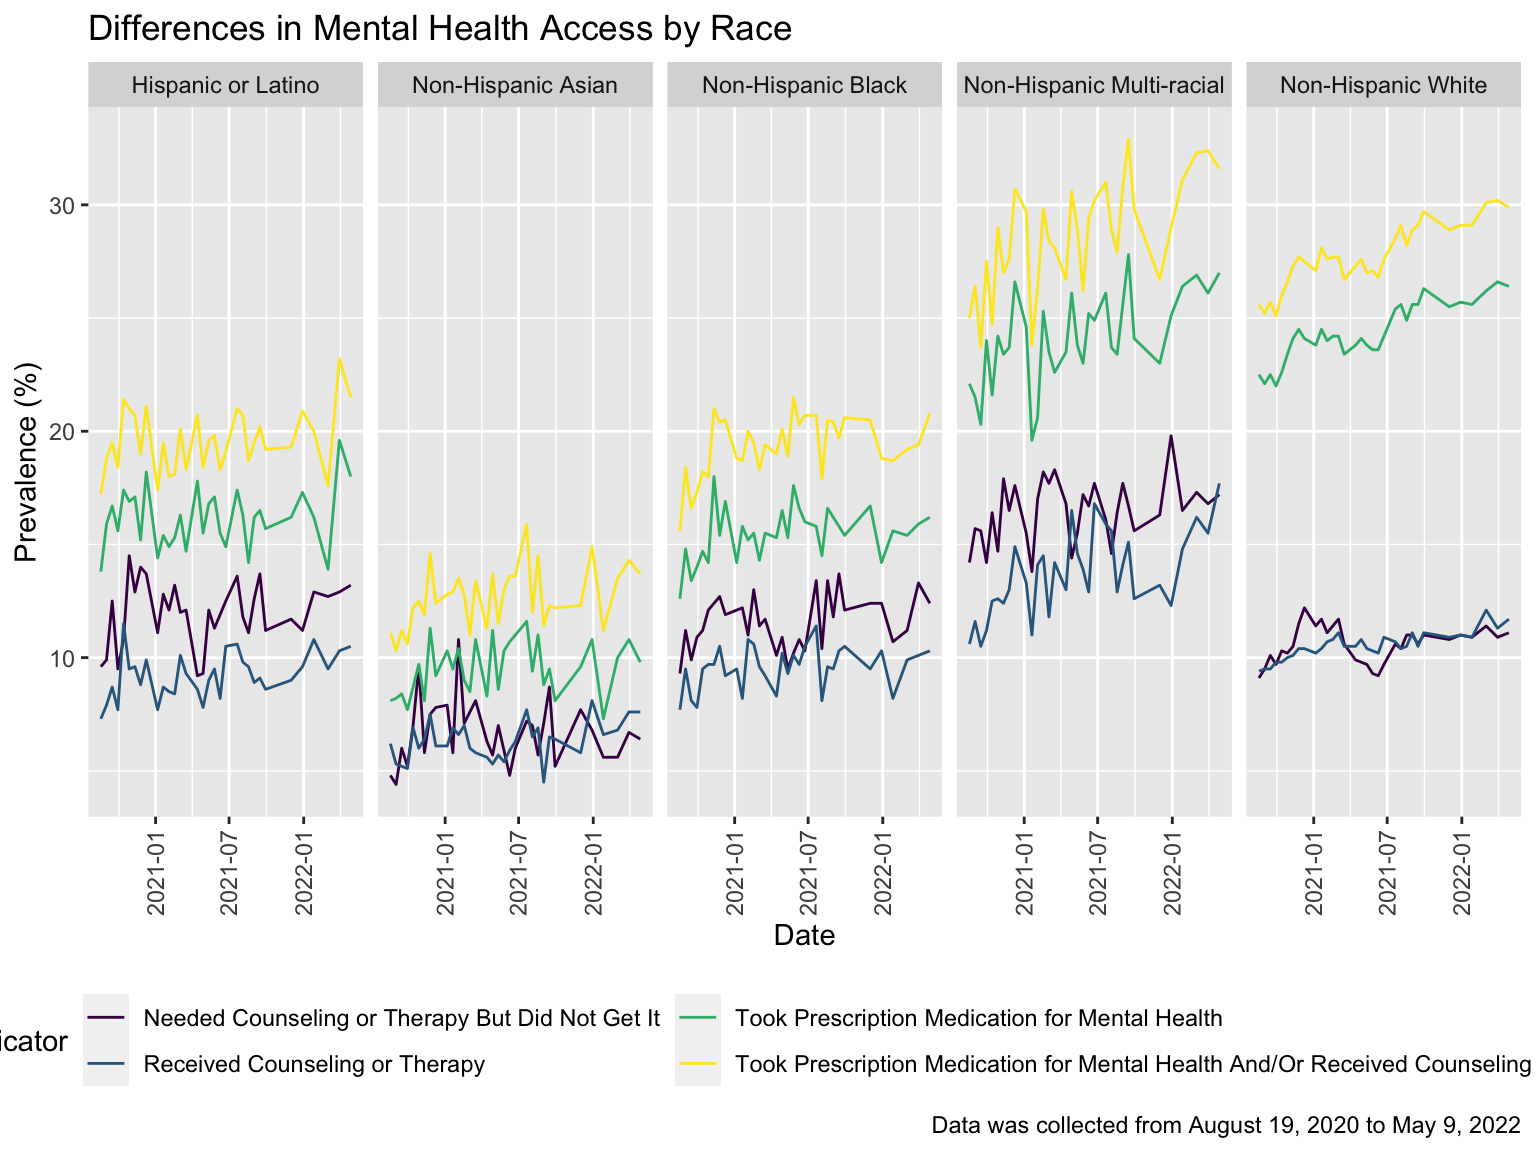 Differences in Mental Health Access by Race
Hispanic or Latino
Non-Hispanic Asian
Non-Hispanic Black
Non-Hispanic Multi-racial
Non-Hispanic White
Prevalence (%)
30
20
10
2021-01
2021-07
2022-01
2021-01
2021-07
2022-01
2021-01
2021-07
2022-01
2021-01
2021-07
2022-01
2021-01
2021-07
2022-01
Date
icator
Needed Counseling or Therapy But Did Not Get It
Received Counseling or Therapy
Took Prescription Medication for Mental Health
Took Prescription Medication for Mental Health And/Or Received Counseling
Data was collected from August 19, 2020 to May 9, 2022